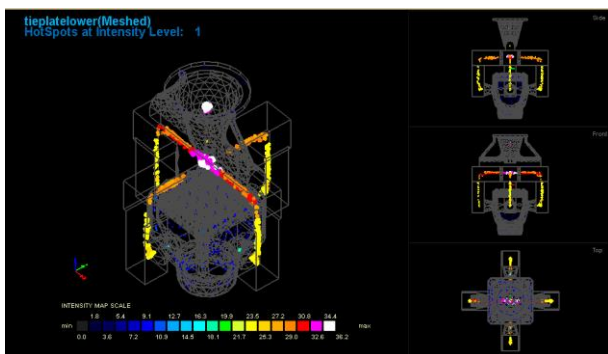 tieplatelower(Meshed)
HotSpots at Intensity Level: 1
Side
Front
Top
INTENSITY MAP SCALE
1.8 5.4 9.1 12.7 16.3 19.9 23.5 27.2 30.8 34.4
min max
0.0 3.6 7.2 10.9 14.5 18.1 21.7 25.3 29.0 32.6 36.2